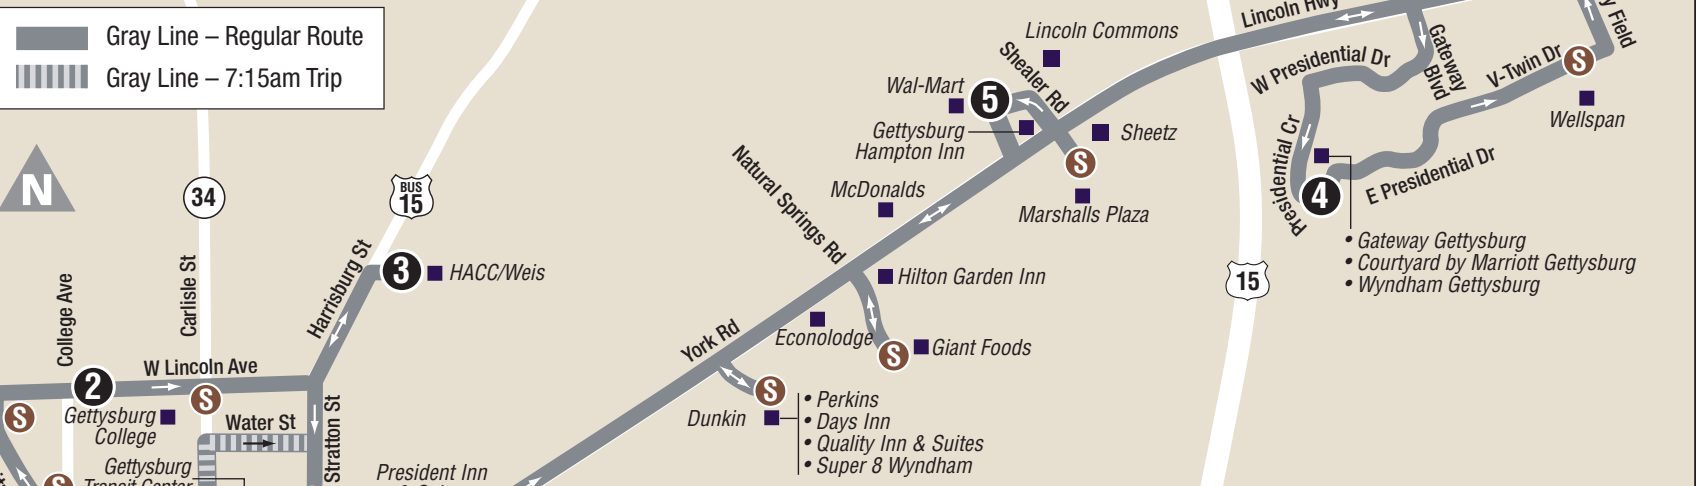 Gray Line – Regular Route
Gray Line – 7:15am Trip
N
34
BUS
15
College Ave
Carlisle St
Harrisburg St
3
HACC/Weis
2
W Lincoln Ave
S
S
Gettysburg
College
Water St
Stratton St
Gettysburg
Transit Center
S
President Inn
Lincoln Commons
Shealer Rd
Wal-Mart
5
Gettysburg
Hampton Inn
Sheetz
S
Marshalls Plaza
McDonalds
Natural Springs Rd
Hilton Garden Inn
Econolodge
S
Giant Foods
York Rd
S
Dunkin
• Perkins
• Days Inn
• Quality Inn & Suites
• Super 8 Wyndham
Lincoln Hwy
15
W Presidential Dr
Gateway
Blvd
V-Twin Dr
S
Field
Wellspan
Presidential Cr
4
E Presidential Dr
• Gateway Gettysburg
• Courtyard by Marriott Gettysburg
• Wyndham Gettysburg